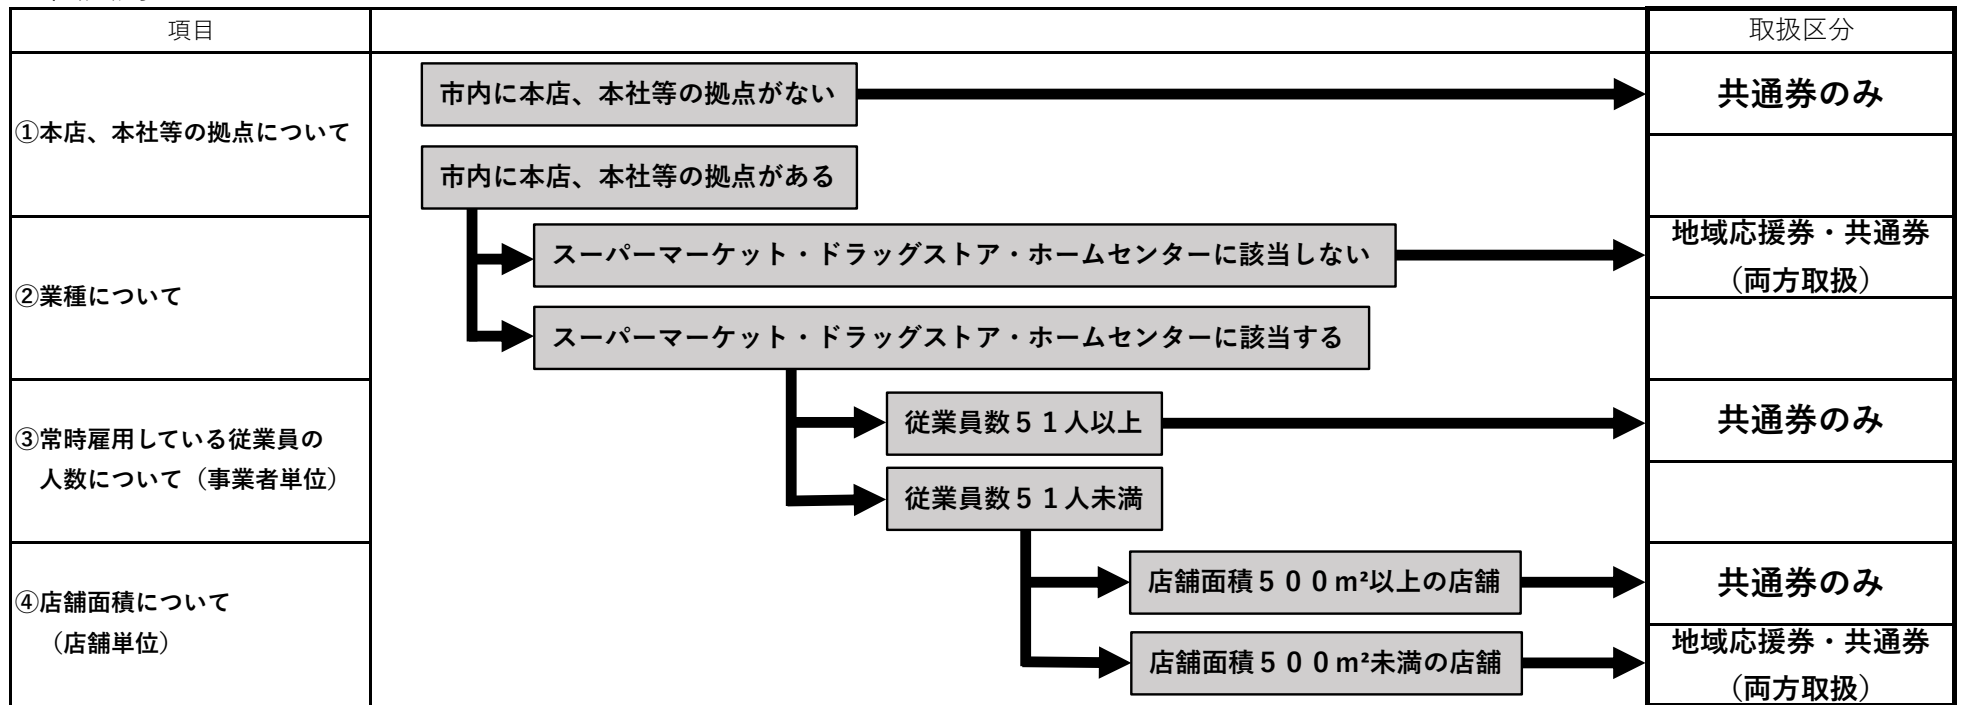 項目
取扱区分
①本店、本社等の拠点について
市内に本店、本社等の拠点がない
共通券のみ
市内に本店、本社等の拠点がある
②業種について
スーパーマーケット・ドラッグストア・ホームセンターに該当しない
地域応援券・共通券
（両方取扱）
スーパーマーケット・ドラッグストア・ホームセンターに該当する
③常時雇用している従業員の
人数について（事業者単位）
従業員数５１人以上
共通券のみ
従業員数５１人未満
④店舗面積について
（店舗単位）
店舗面積５００m²以上の店舗
共通券のみ
店舗面積５００m²未満の店舗
地域応援券・共通券
（両方取扱）